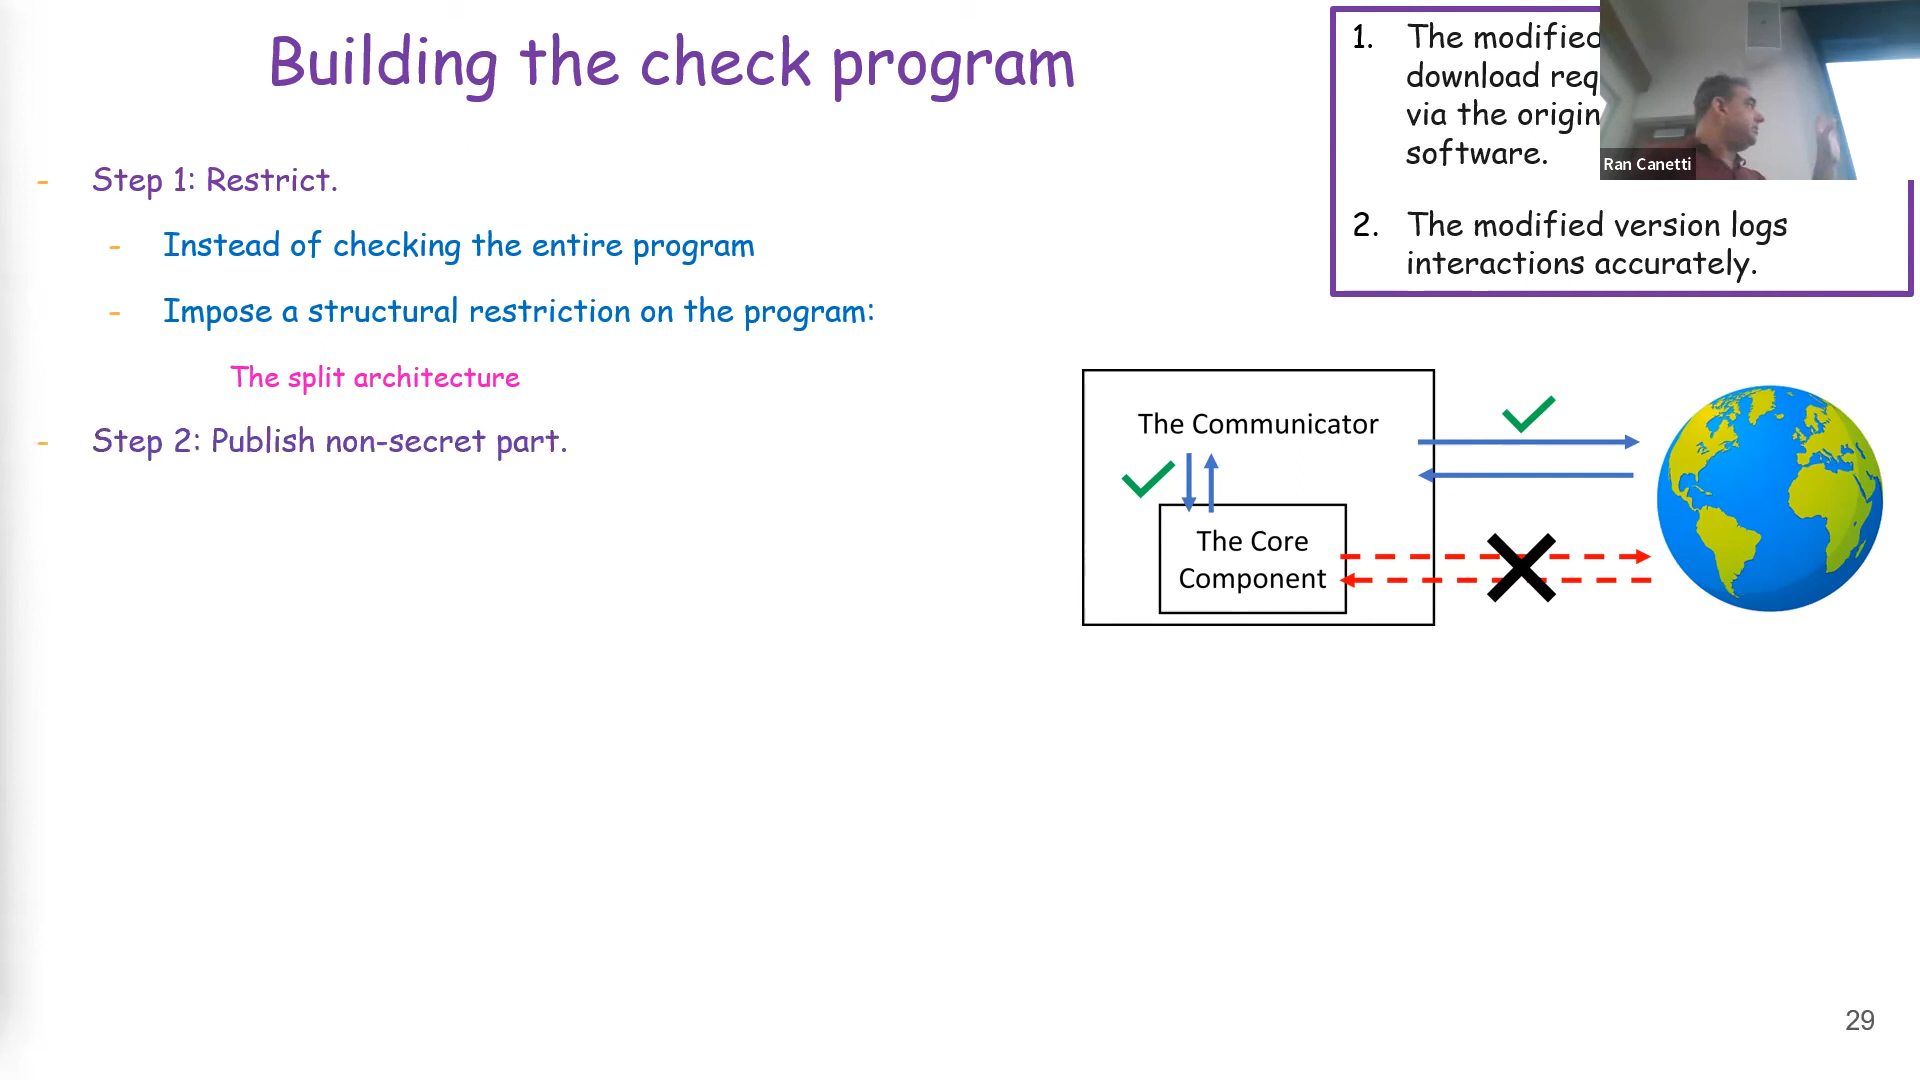 Building the check program
1. The modified
download req
via the origin
software.
Ran Canetti
2. The modified version logs
interactions accurately.
- Step 1: Restrict.
- Instead of checking the entire program
- Impose a structural restriction on the program:
The split architecture
- Step 2: Publish non-secret part.
The Communicator
The Core
Component
29